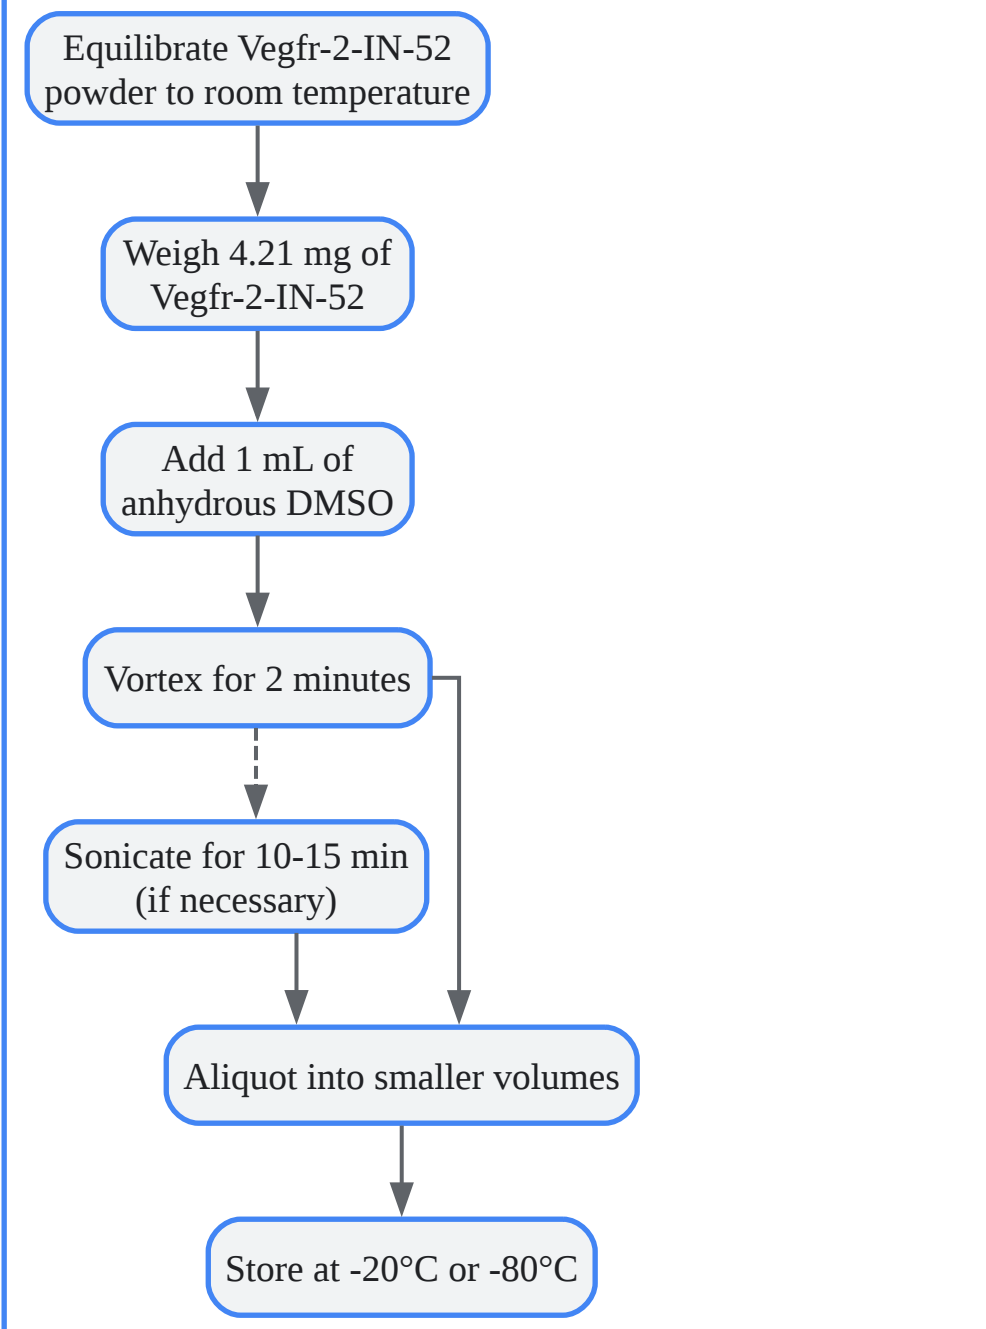 Equilibrate Vegfr-2-IN-52
powder to room temperature
Weigh 4.21 mg of
Vegfr-2-IN-52
Add 1 mL of
anhydrous DMSO
Vortex for 2 minutes
Sonicate for 10-15 min
(if necessary)
Aliquot into smaller volumes
Store at -20°C or -80°C